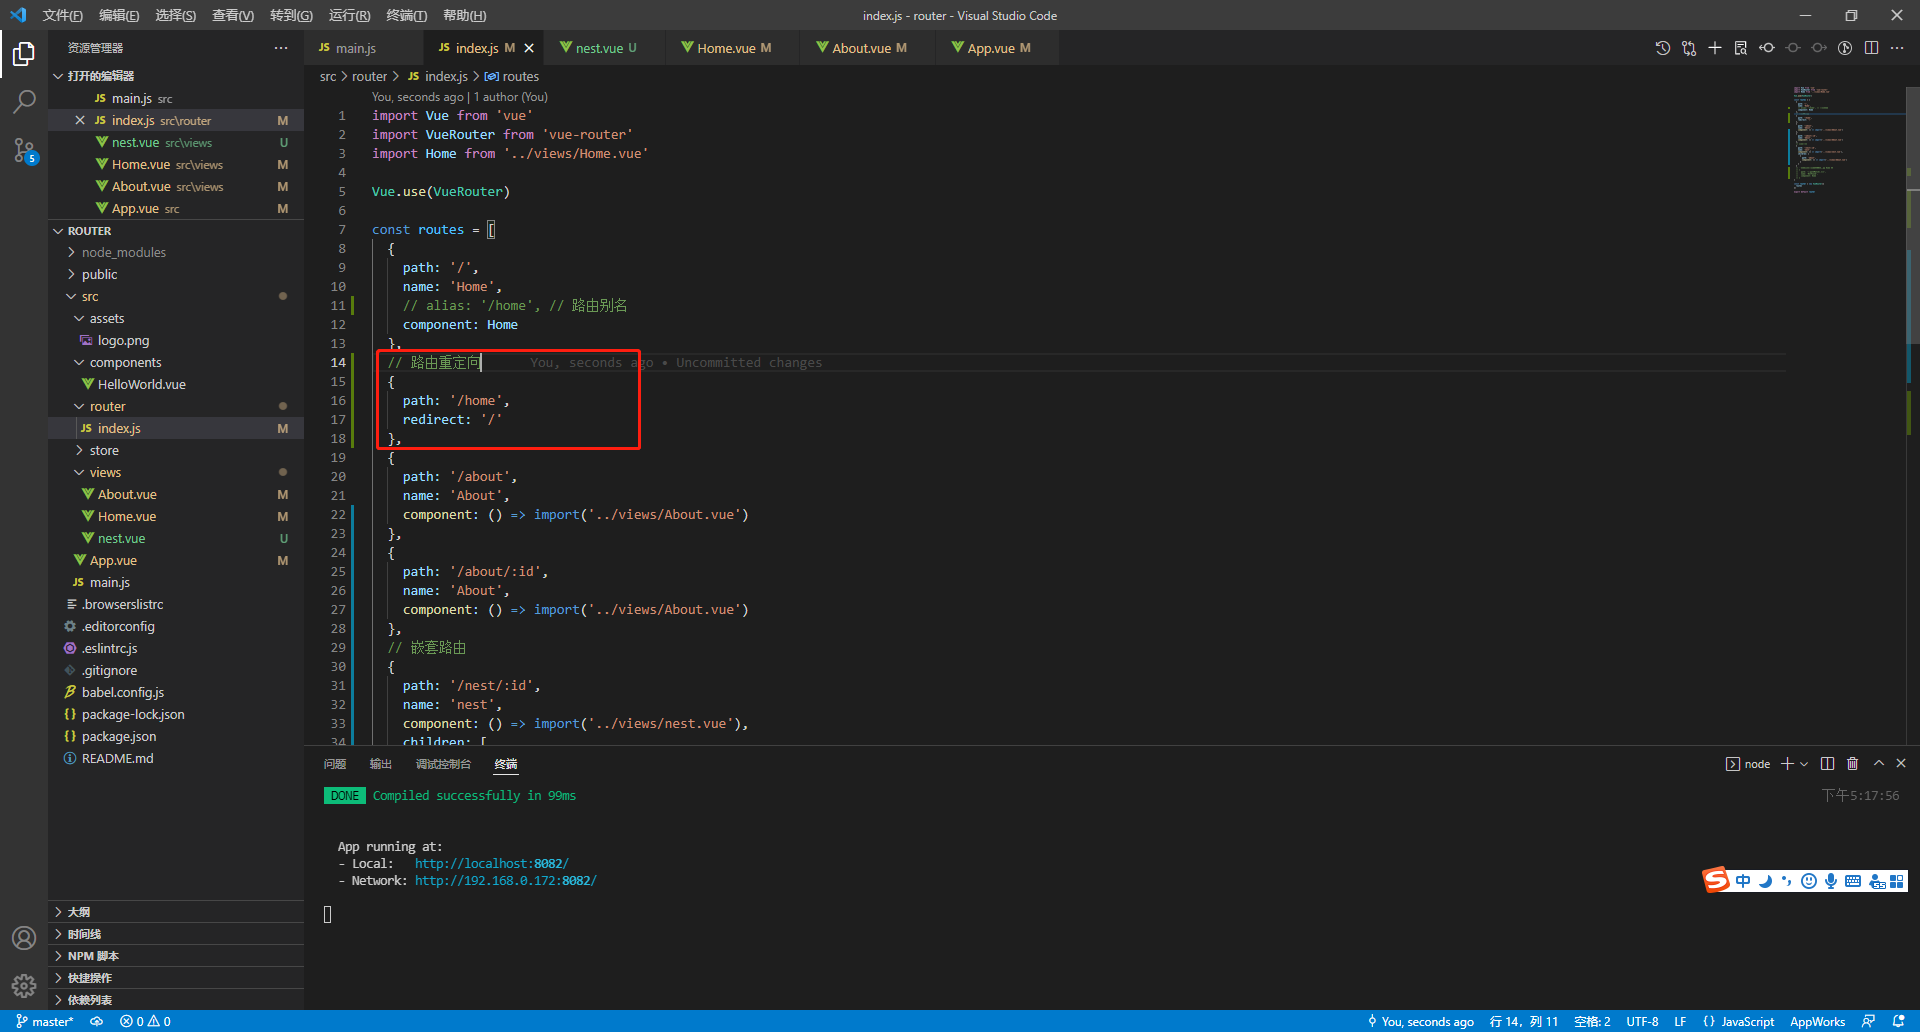 文件(F) 编辑(E) 选择(S) 查看(V) 转到(G) 运行(R) 终端(T) 帮助(H)
index.js - router - Visual Studio Code
资源管理器
打开的编辑器
JS main.js src
JS index.js src\router M
nest.vue src\views U
Home.vue src\views M
About.vue src\views M
App.vue src M
ROUTER
node_modules
public
src
assets
logo.png
components
HelloWorld.vue
router
JS index.js M
store
views
About.vue M
Home.vue M
nest.vue U
App.vue M
JS main.js
.browserslistrc
.editorconfig
.eslintrc.js
.gitignore
babel.config.js
package-lock.json
package.json
README.md
大纲
时间线
NPM 脚本
快捷操作
依赖列表
5
JS main.js
JS index.js M
nest.vue U
Home.vue M
About.vue M
App.vue M
src > router > JS index.js > routes
You, seconds ago | 1 author (You)
1 import Vue from 'vue'
2 import VueRouter from 'vue-router'
3 import Home from '../views/Home.vue'
4
5 Vue.use(VueRouter)
6
7 const routes = [
8 {
9 path: '/',
10 name: 'Home',
11 // alias: '/home', // 路由别名
12 component: Home
13 },
14 // 路由重定向 You, seconds ago • Uncommitted changes
15 {
16 path: '/home',
17 redirect: '/'
18 },
19 {
20 path: '/about',
21 name: 'About',
22 component: () => import('../views/About.vue')
23 },
24 {
25 path: '/about/:id',
26 name: 'About',
27 component: () => import('../views/About.vue')
28 },
29 // 嵌套路由
30 {
31 path: '/nest/:id',
32 name: 'nest',
33 component: () => import('../views/nest.vue'),
34 children: [
问题 输出 调试控制台 终端
node
DONE Compiled successfully in 99ms
下午5:17:56
App running at:
- Local: http://localhost:8082/
- Network: http://192.168.0.172:8082/
中
master* 0 0
You, seconds ago 行 14，列 11 空格: 2 UTF-8 LF {} JavaScript AppWorks